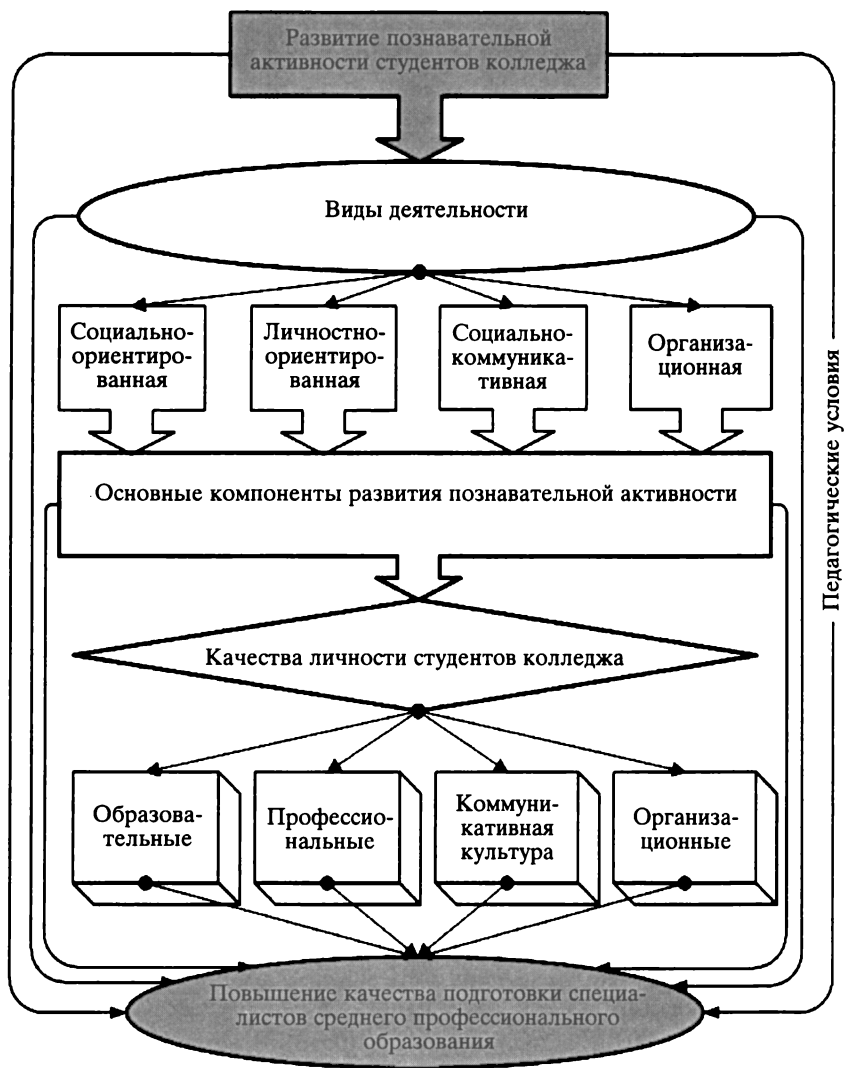 Развитие познавательной
активности студентов колледжа
Виды деятельности
Социально-
ориентиро-
ванная
Личностно-
ориентиро-
ванная
Социально-
коммуника-
тивная
Организа-
ционная
Педагогические условия
Основные компоненты развития познавательной активности
Качества личности студентов колледжа
Образова-
тельные
Профессио-
нальные
Коммуни-
кативная
культура
Организа-
ционные
Повышение качества подготовки специа-
листов среднего профессионального
образования